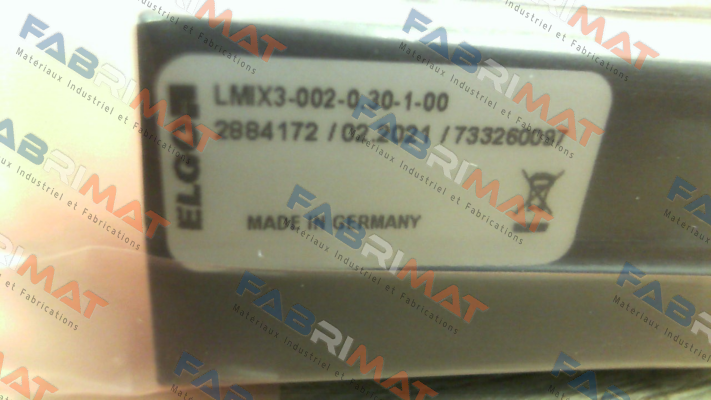 LMIX3-002-0.30-1-00
2884172 / 02.2021 / 733260097
ELGO
MADE IN GERMANY
FABRIMAT
Materiaux Industriel et Fabrications